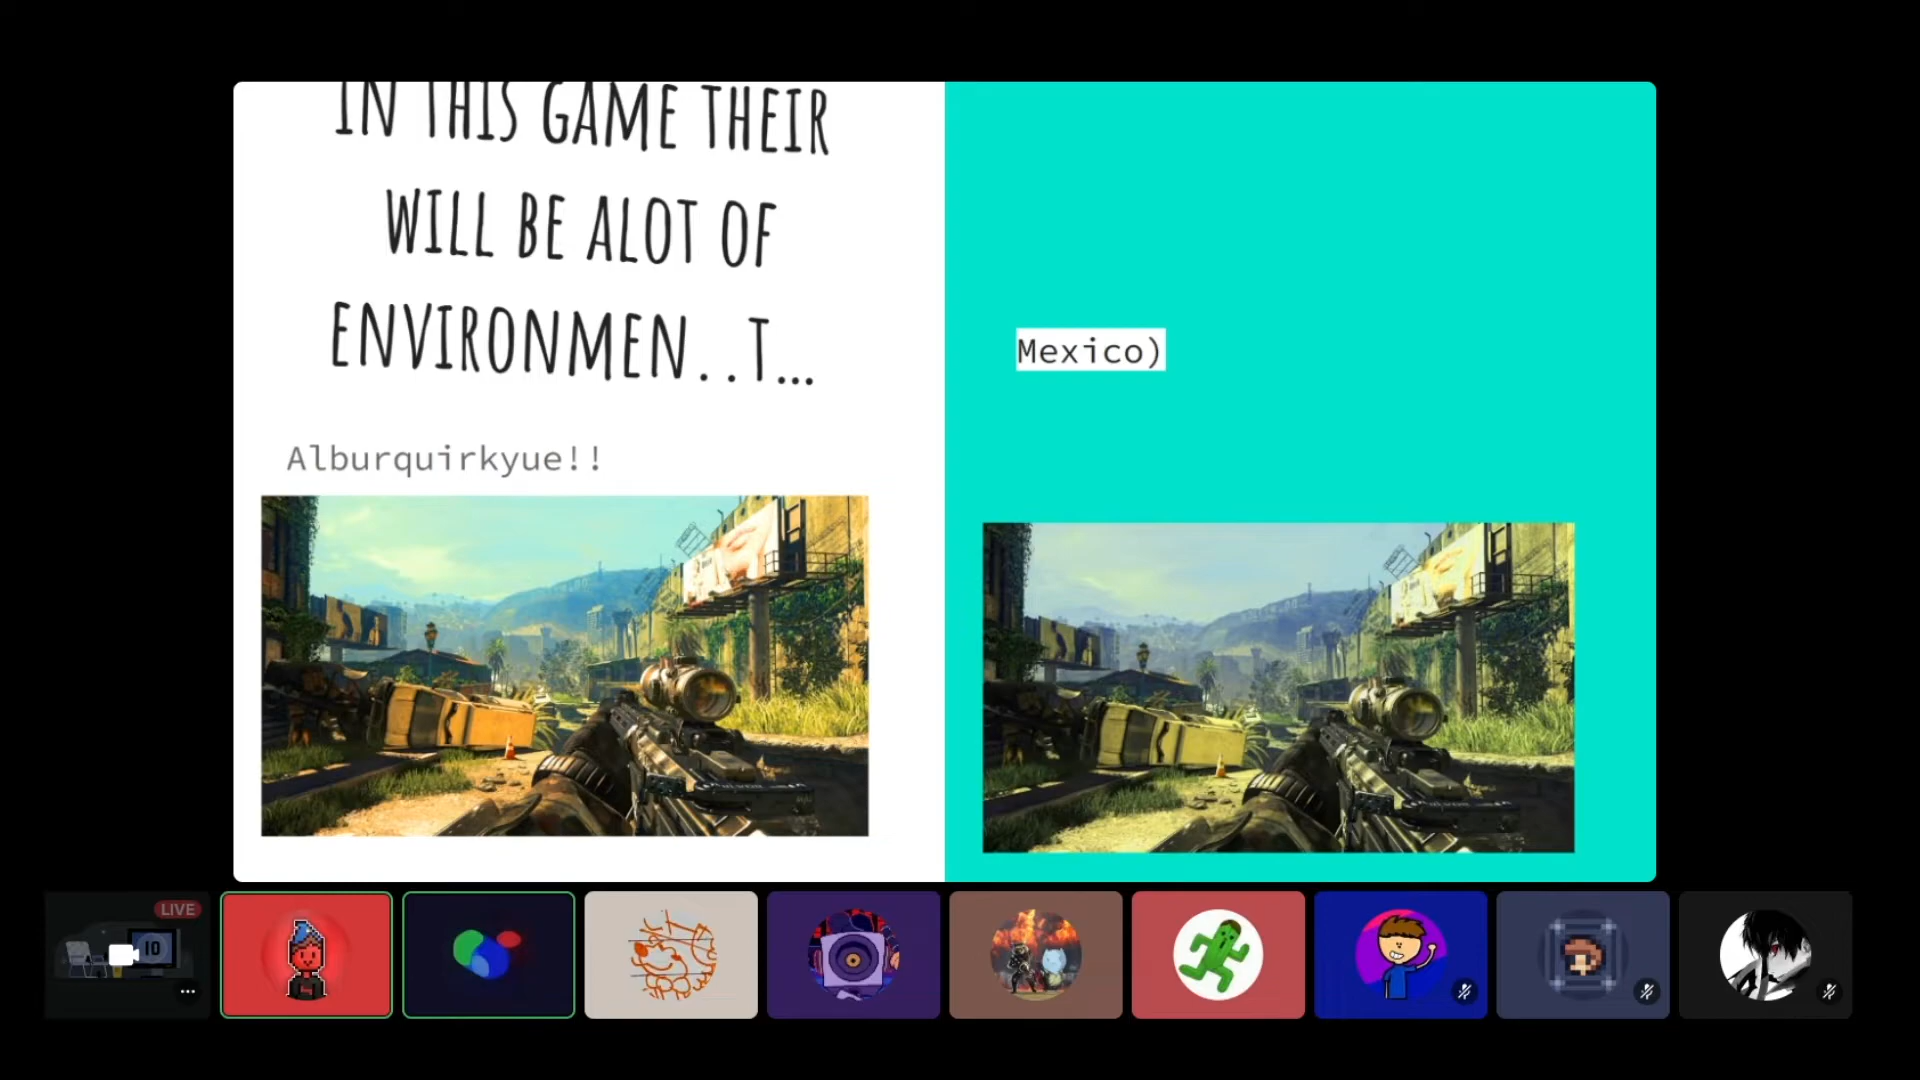 IN THIS GAME THEIR
WILL BE ALOT OF
ENVIRONMEN..T...
Alburquirkyue!!
Mexico)
LIVE